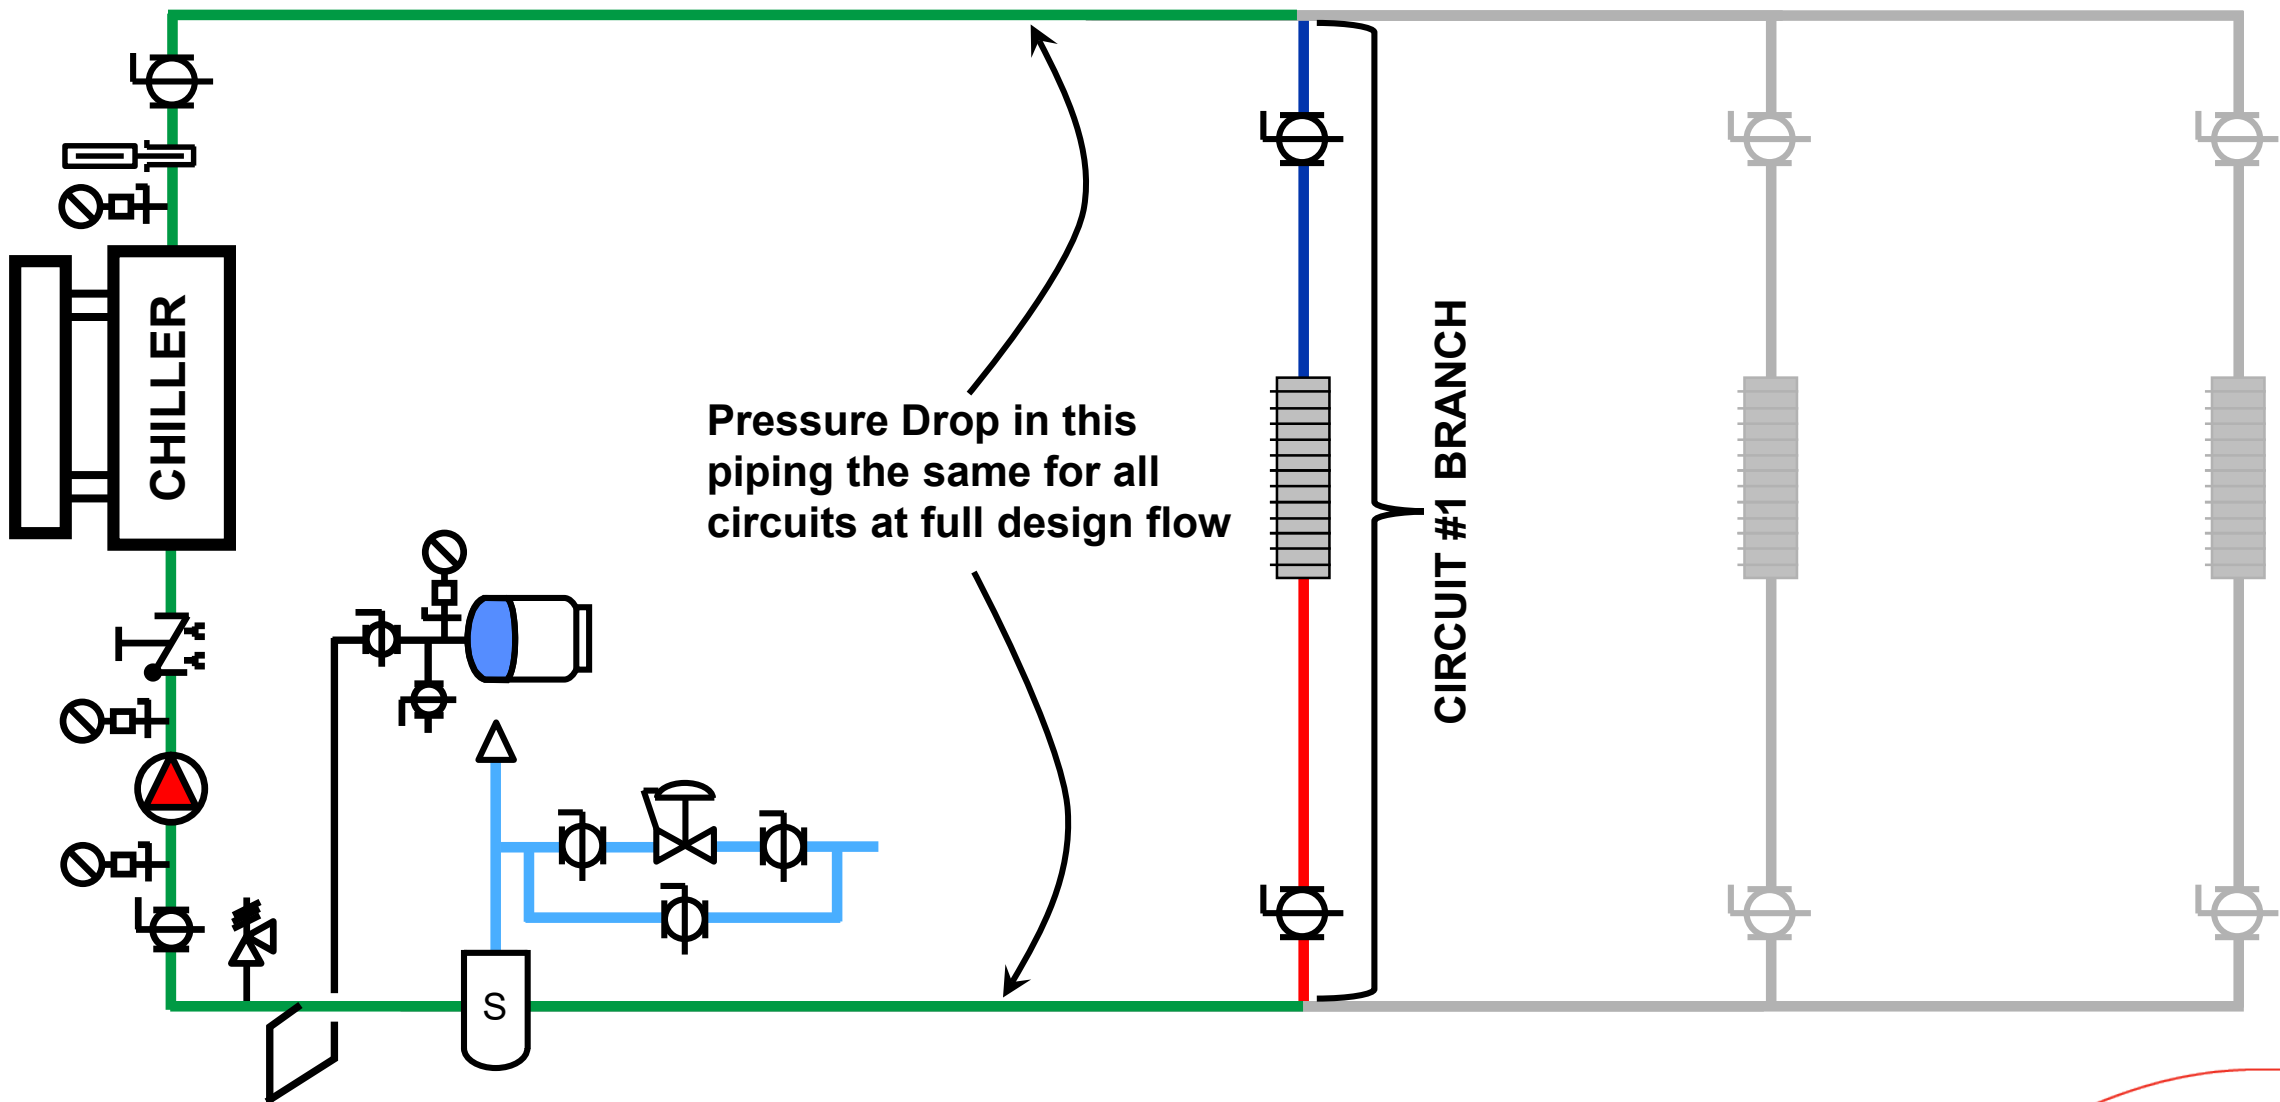 CHILLER
Pressure Drop in this
piping the same for all
circuits at full design flow
CIRCUIT #1 BRANCH
S